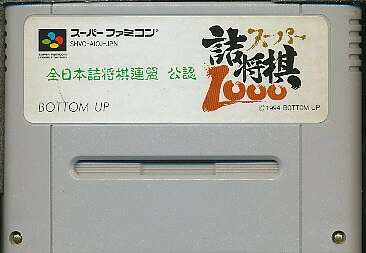 スーパーファミコン
SHVC-AIOJ-JPN
全日本詰将棋連盟 公認
BOTTOM UP
スーパー
詰将棋
1000
©1994 BOTTOM UP